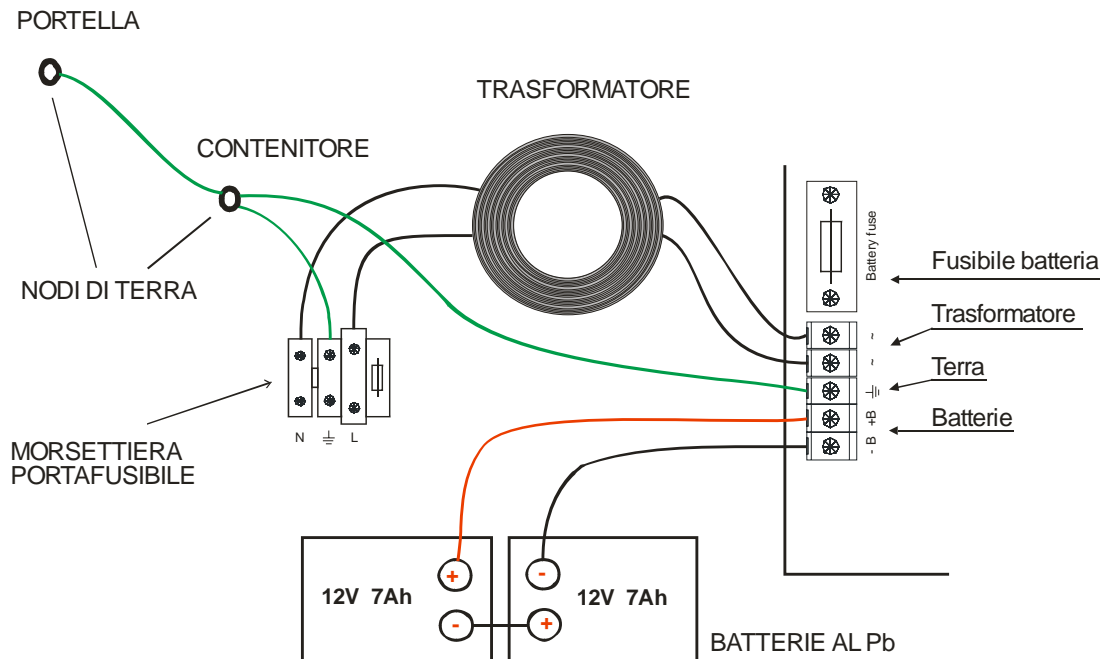 PORTELLA
TRASFORMATORE
CONTENITORE
NODI DI TERRA
Battery fuse
Fusibile batteria
Trasformatore
~
~
Terra
+B
Batterie
- B
N
L
MORSETTIERA
PORTAFUSIBILE
+
-
12V 7Ah
12V 7Ah
-
+
BATTERIE AL Pb